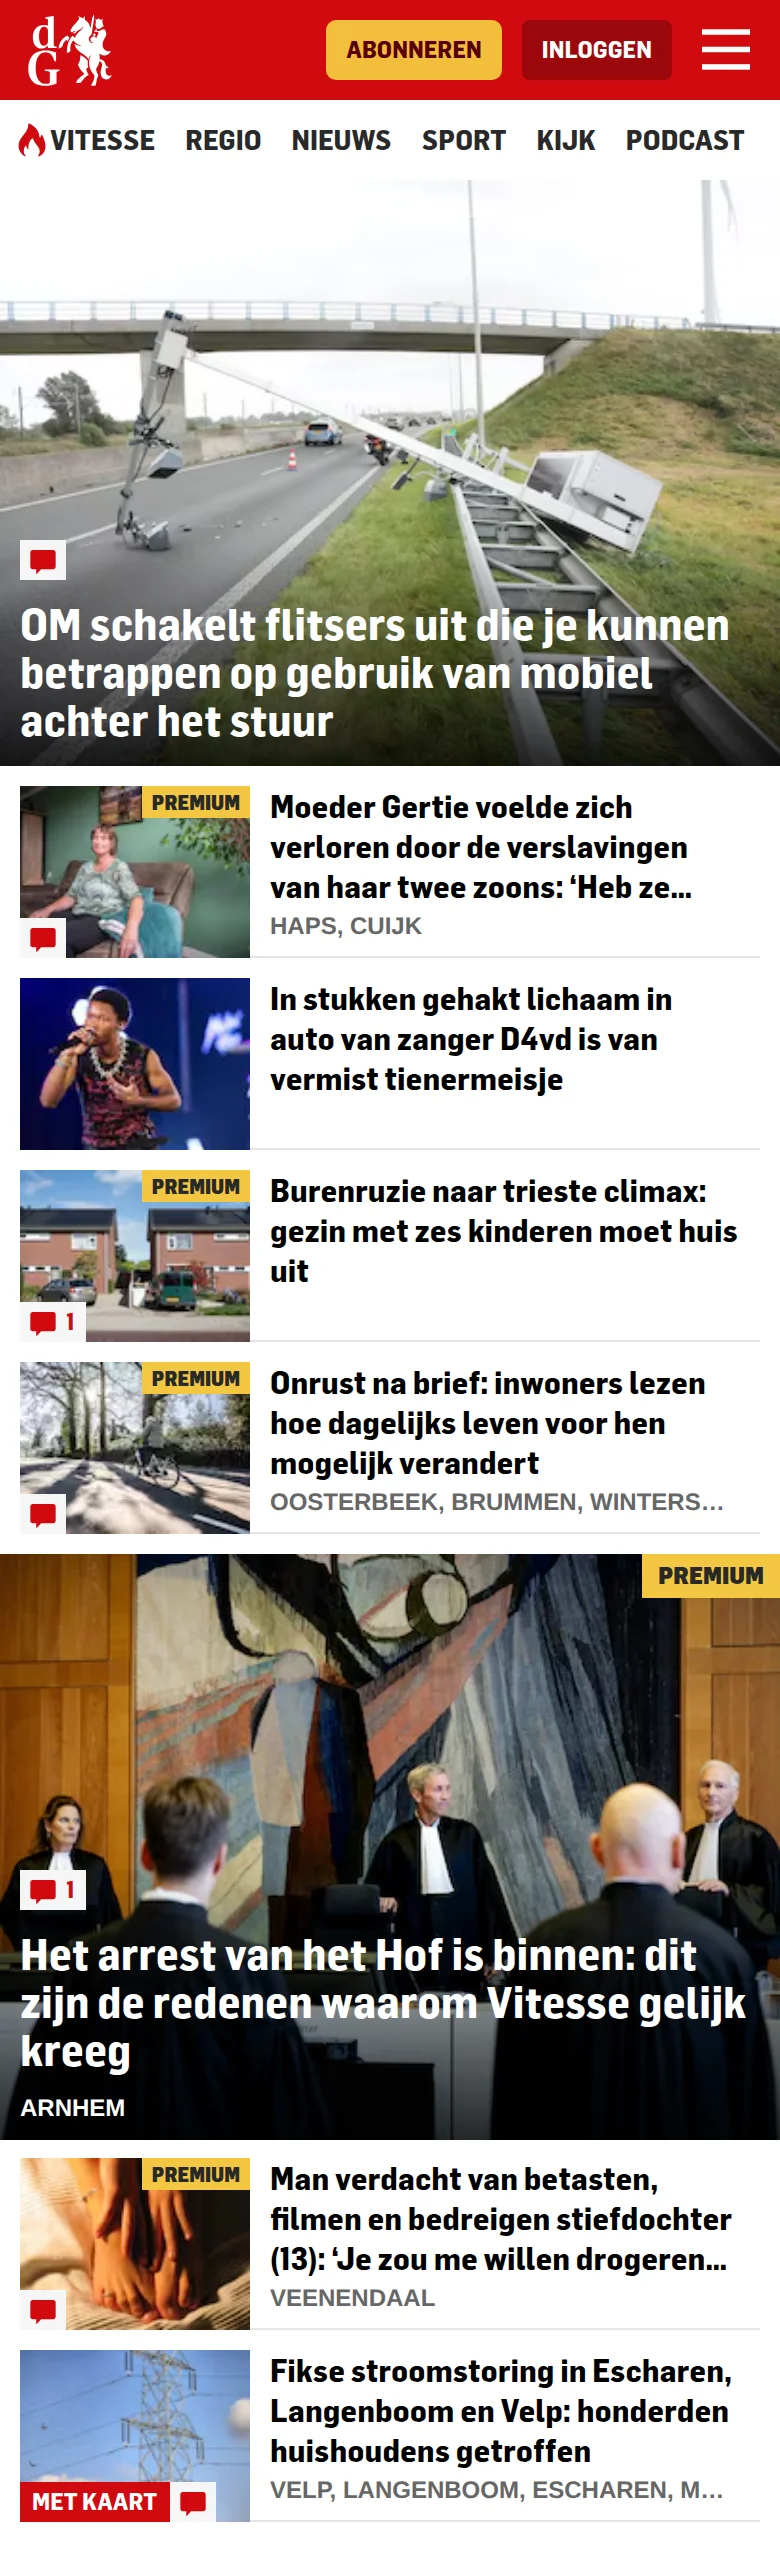 dG
ABONNEREN
INLOGGEN
VITESSE REGIO NIEUWS SPORT KIJK PODCAST
OM schakelt flitsers uit die je kunnen
betrappen op gebruik van mobiel
achter het stuur
PREMIUM
Moeder Gertie voelde zich
verloren door de verslavingen
van haar twee zoons: ‘Heb ze...
HAPS, CUIJK
In stukken gehakt lichaam in
auto van zanger D4vd is van
vermist tienermeisje
PREMIUM
1
Burenruzie naar trieste climax:
gezin met zes kinderen moet huis
uit
PREMIUM
Onrust na brief: inwoners lezen
hoe dagelijks leven voor hen
mogelijk verandert
OOSTERBEEK, BRUMMEN, WINTERS...
PREMIUM
1
Het arrest van het Hof is binnen: dit
zijn de redenen waarom Vitesse gelijk
kreeg
ARNHEM
PREMIUM
Man verdacht van betasten,
filmen en bedreigen stiefdochter
(13): ‘Je zou me willen drogeren...
VEENENDAAL
MET KAART
Fikse stroomstoring in Escharen,
Langenboom en Velp: honderden
huishoudens getroffen
VELP, LANGENBOOM, ESCHAREN, M...